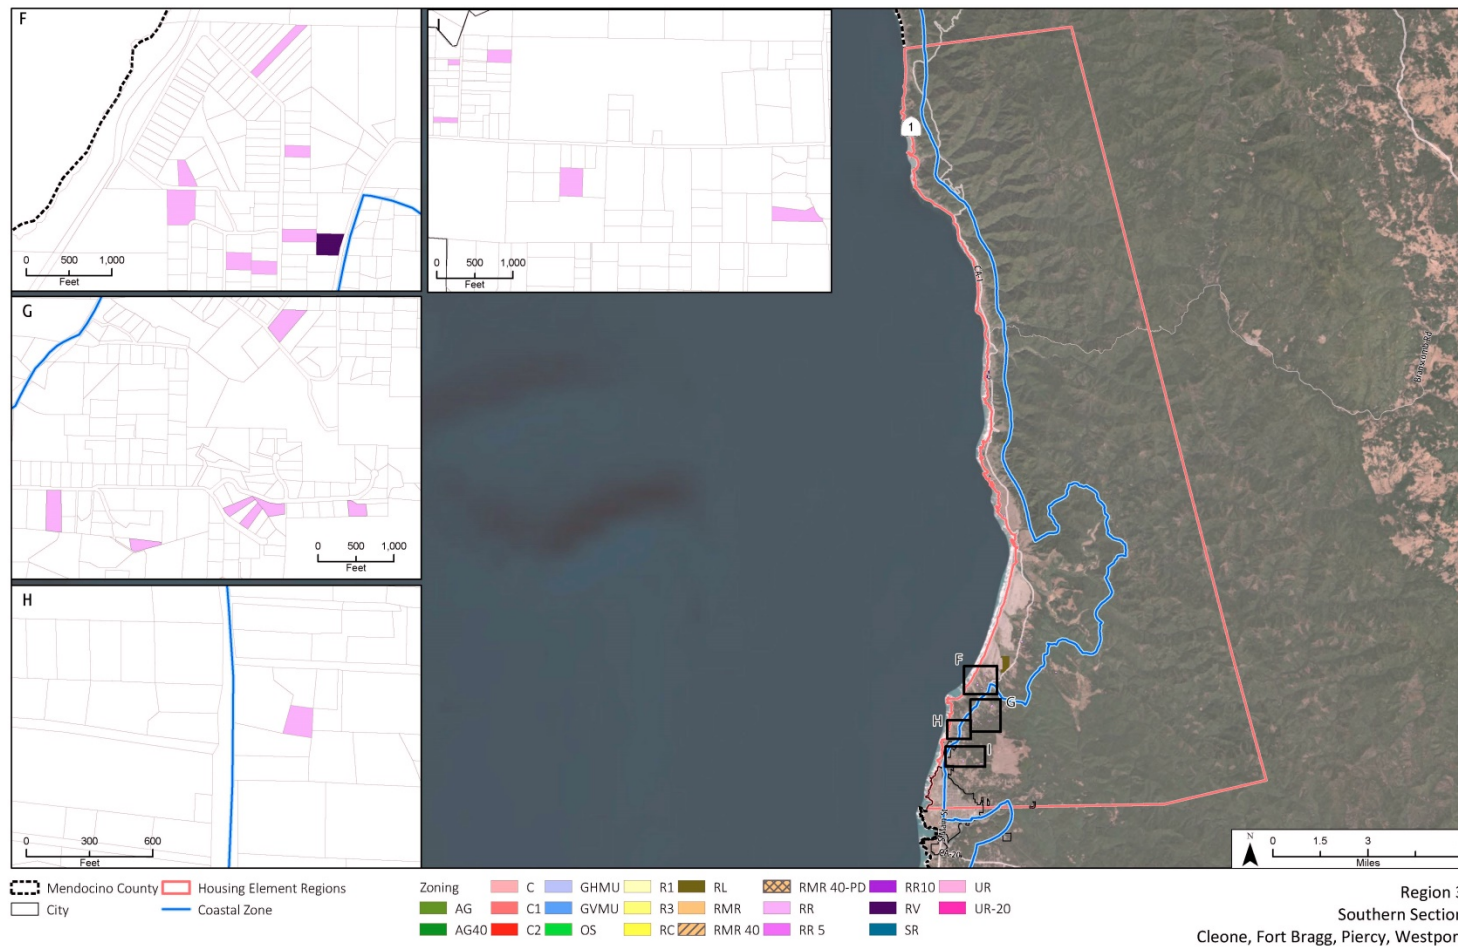 F
0 500 1,000
Feet
I
0 500 1,000
Feet
G
0 500 1,000
Feet
H
0 300 600
Feet
1
Branscomb Rd
F
G
H
I
N
0 1.5 3
Miles
Mendocino County
Housing Element Regions
City
Coastal Zone
Zoning
AG
AG40
C
C1
C2
GHMU
GVMU
OS
R1
R3
RC
RL
RMR
RMR 40
RMR 40-PD
RR
RR 5
RR10
RV
SR
UR
UR-20
Region 3
Southern Section
Cleone, Fort Bragg, Piercy, Westport